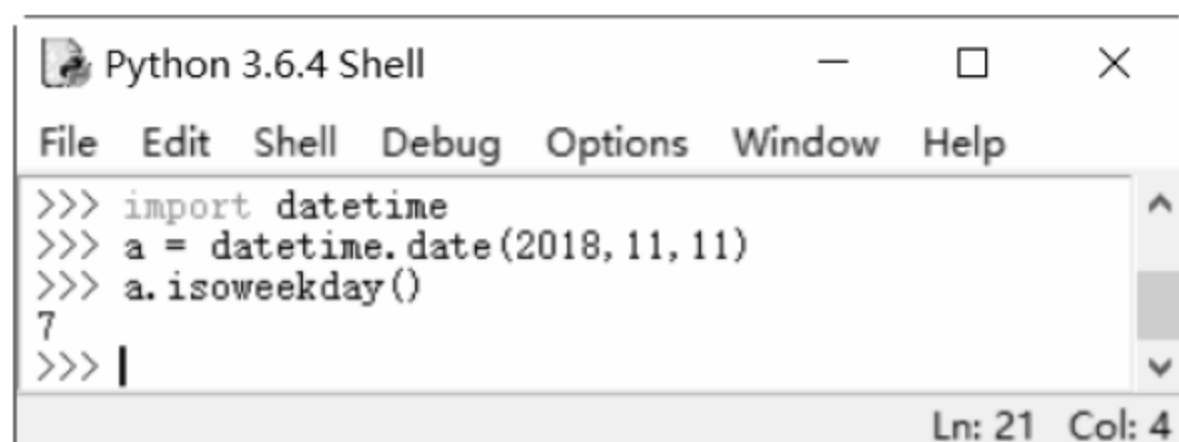 Python 3.6.4 Shell
File Edit Shell Debug Options Window Help
>>> import datetime
>>> a = datetime.date(2018,11,11)
>>> a.isoweekday()
7
>>>
Ln: 21 Col: 4